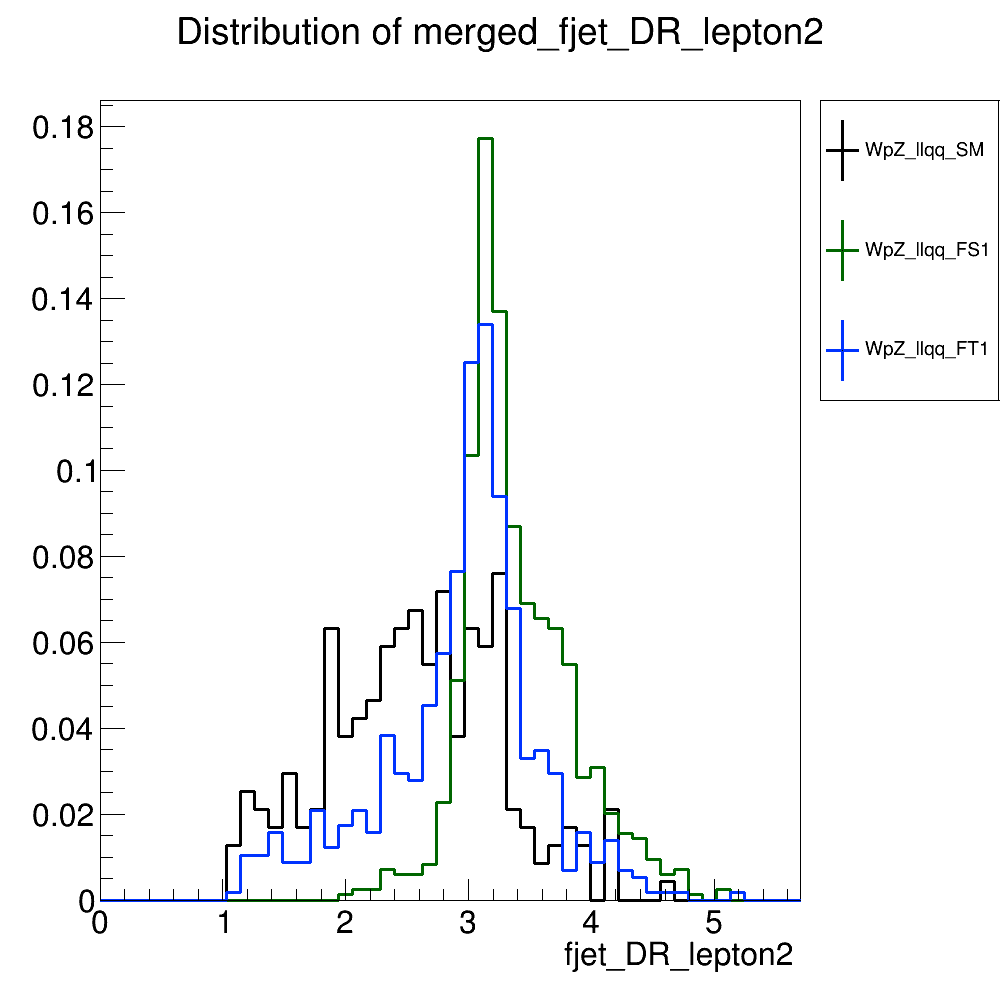 Distribution of merged_fjet_DR_lepton2
WpZ_llqq_SM
WpZ_llqq_FS1
WpZ_llqq_FT1
0.18
0.16
0.14
0.12
0.1
0.08
0.06
0.04
0.02
0
0 1 2 3 4 5
fjet_DR_lepton2